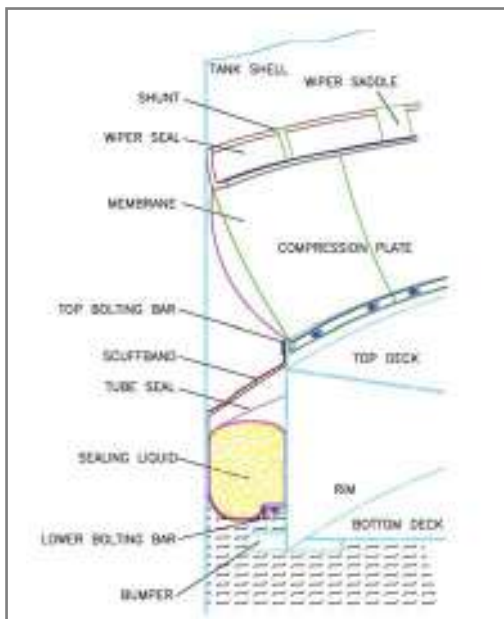 TANK SHELL
WIPER SADDLE
SHUNT
WIPER SEAL
MEMBRANE
COMPRESSION PLATE
TOP BOLTING BAR
TOP DECK
SCUFFBAND
TUBE SEAL
SEALING LIQUID
RIM
BOTTOM DECK
LOWER BOLTING BAR
BUMPER